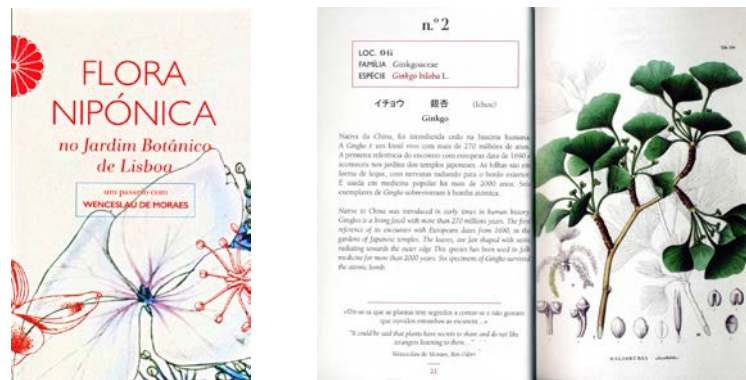 FLORA
NIPÓNICA
no Jardim Botânico
de Lisboa
um passeio com
WENCESLAU DE MORAES
n.º 2
LOC. 04i
FAMÍLIA Ginkgoaceae
ESPÉCIE Ginkgo biloba L.
イチョウ 銀杏 (Ichou)
Ginkgo
Nativa da China, foi introduzida cedo na história humana.
A Gingko é um fóssil vivo com mais de 270 milhões de anos.
A primeira referência do encontro com europeus data de 1690 e
aconteceu nos jardins dos templos japoneses. As folhas são em
forma de leque, com nervuras radiando para o bordo exterior.
É usada em medicina popular há mais de 2000 anos. Seis
exemplares de Gingko sobreviveram à bomba atómica.
Native to China was introduced in early times in human history.
Gingko is a living fossil with more than 270 millions years. The first
reference of its encounter with Europeans dates from 1690, in the
gardens of Japanese temples. The leaves, are fan shaped with veins
radiating towards the outer edge. This species has been used in folk
medicine for more than 2000 years. Six specimens of Gingko survived
the atomic bomb.
«Dir-se-ia que as plantas têm segredos a contar-se e não gostam
que ouvidos estranhos as escutem…»
"It could be said that plants have secrets to share and do not like
strangers listening to them…"
Wenceslau de Moraes, Bon Odori
21
SALISBURIA